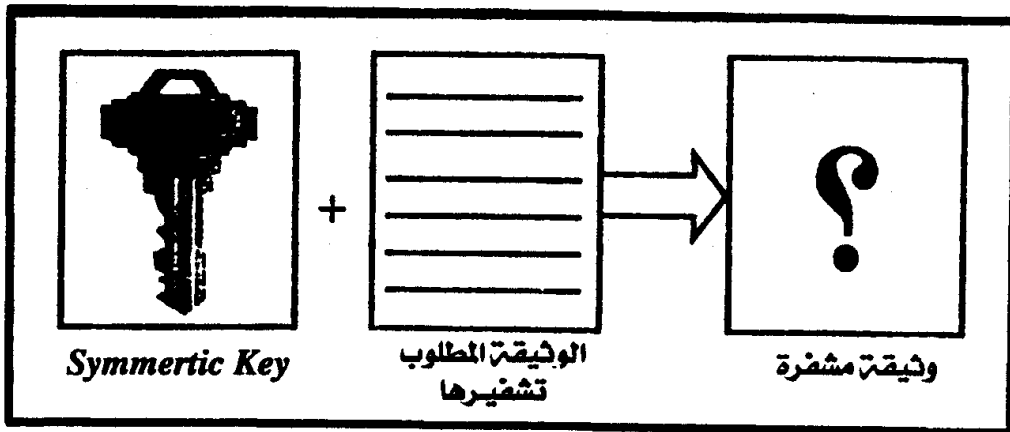 +
؟
Symmertic Key
الوثيقة المطلوب
تشفيرها
وثيقة مشفرة